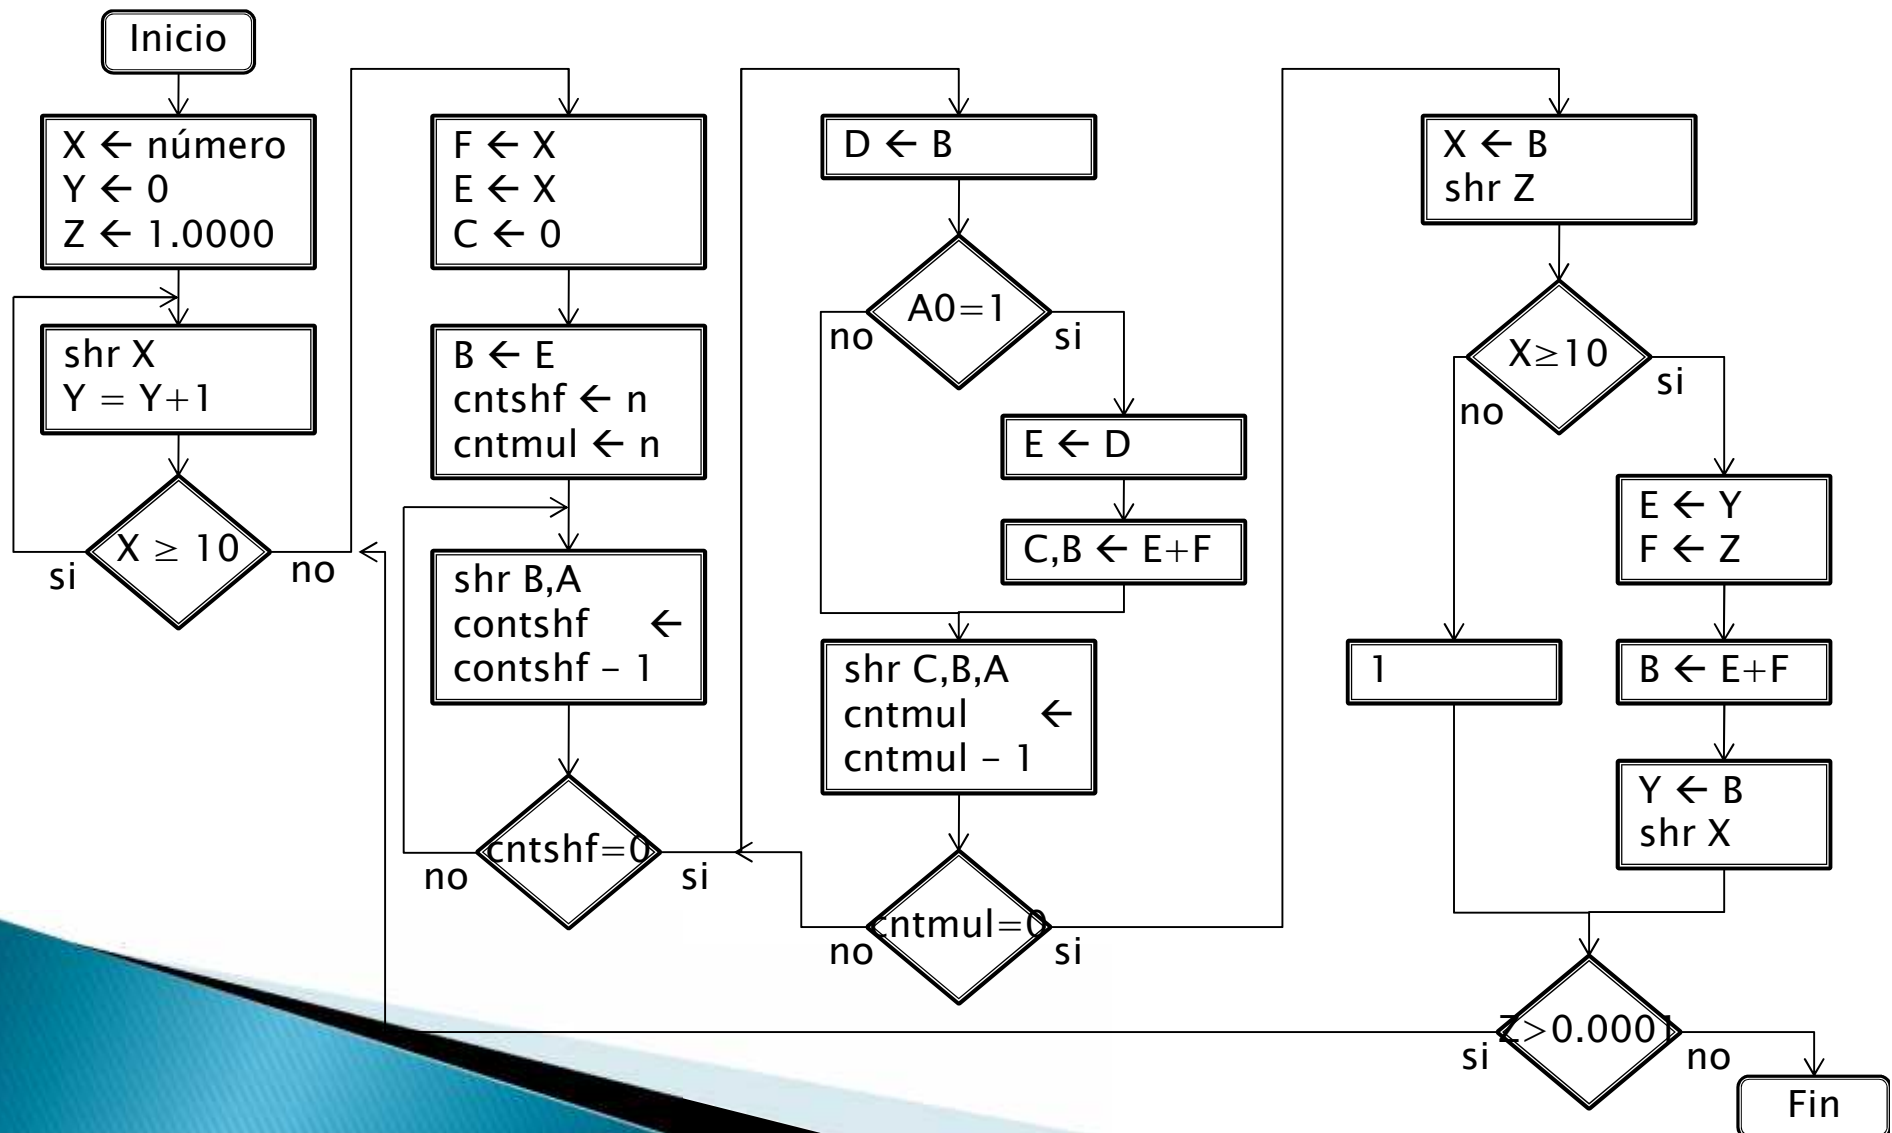 Inicio
X ← número
Y ← 0
Z ← 1.0000
shr X
Y = Y+1
X ≥ 10
si
no
F ← X
E ← X
C ← 0
B ← E
cntshf ← n
cntmul ← n
shr B,A
contshf ←
contshf – 1
cntshf=0
no
si
D ← B
A0=1
no
si
E ← D
C,B ← E+F
shr C,B,A
cntmul ←
cntmul – 1
cntmul=0
no
si
X ← B
shr Z
X≥10
no
si
E ← Y
F ← Z
1
B ← E+F
Y ← B
shr X
Z>0.0001
si
no
Fin